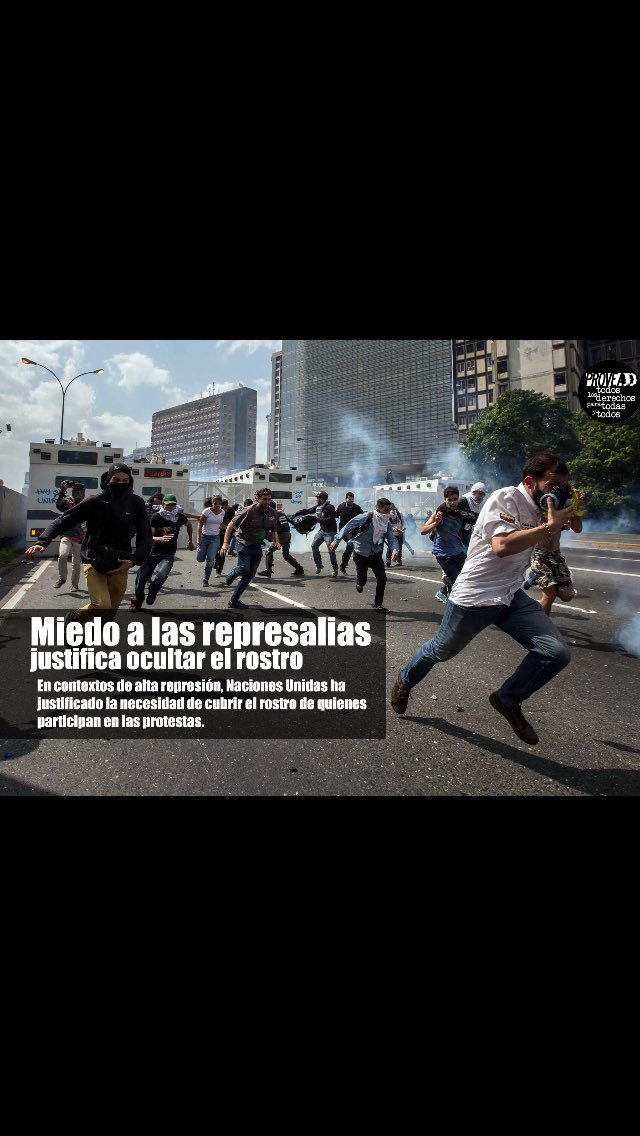 PROVEA
todos
los derechos
para todas
y todos
Miedo a las represalias
justifica ocultar el rostro
En contextos de alta represión, Naciones Unidas ha
justificado la necesidad de cubrir el rostro de quienes
participan en las protestas.